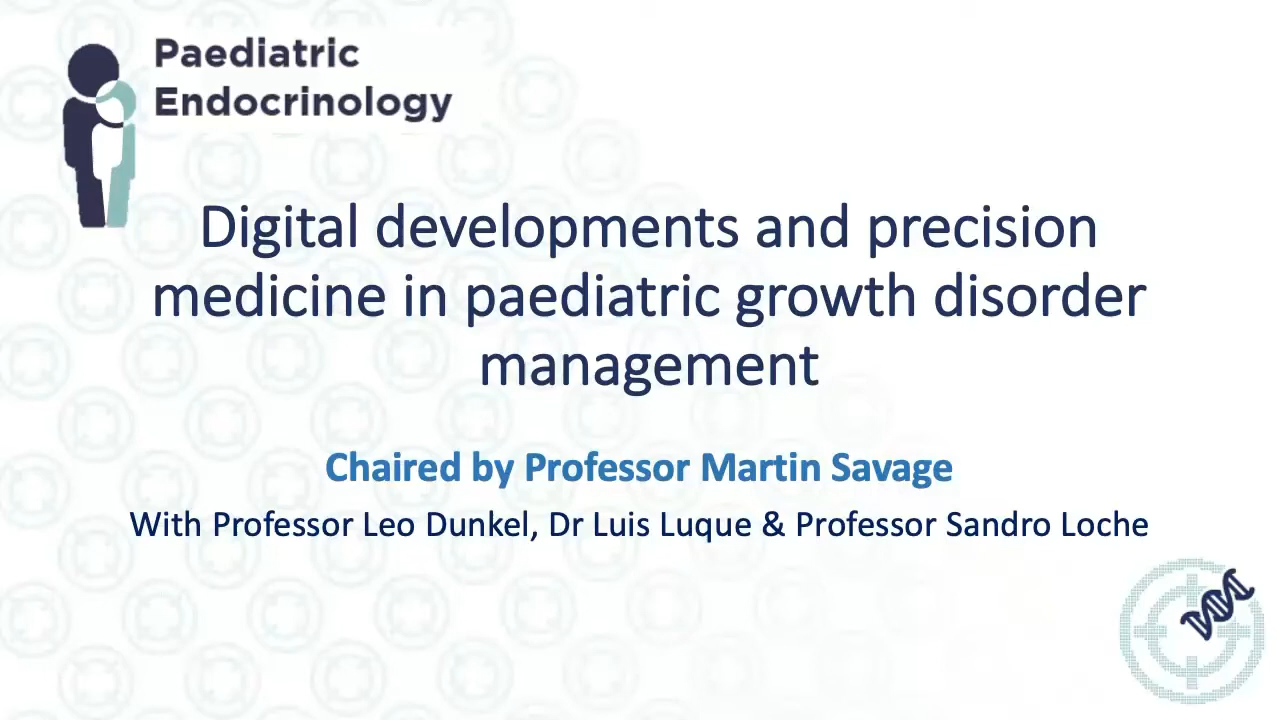 Paediatric
Endocrinology
Digital developments and precision
medicine in paediatric growth disorder
management
Chaired by Professor Martin Savage
With Professor Leo Dunkel, Dr Luis Luque & Professor Sandro Loche